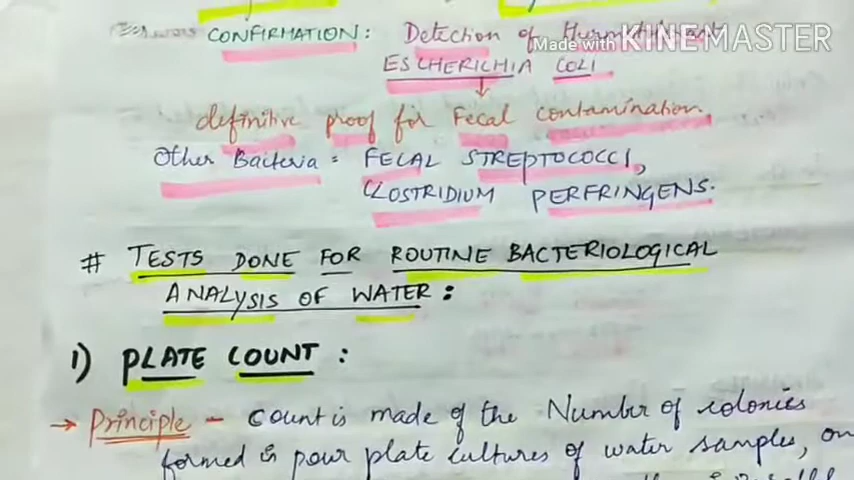 CONFIRMATION: Detection of
Made with KINEMASTER
ESCHERICHIA COLI
definitive proof for Fecal contamination.
Other Bacteria = FECAL STREPTOCOCCI,
CLOSTRIDIUM PERFRINGENS.
# TESTS DONE FOR ROUTINE BACTERIOLOGICAL
ANALYSIS OF WATER:
1) PLATE COUNT:
→ Principle - Count is made of the Number of colonies
formed in pour plate cultures of water samples, on